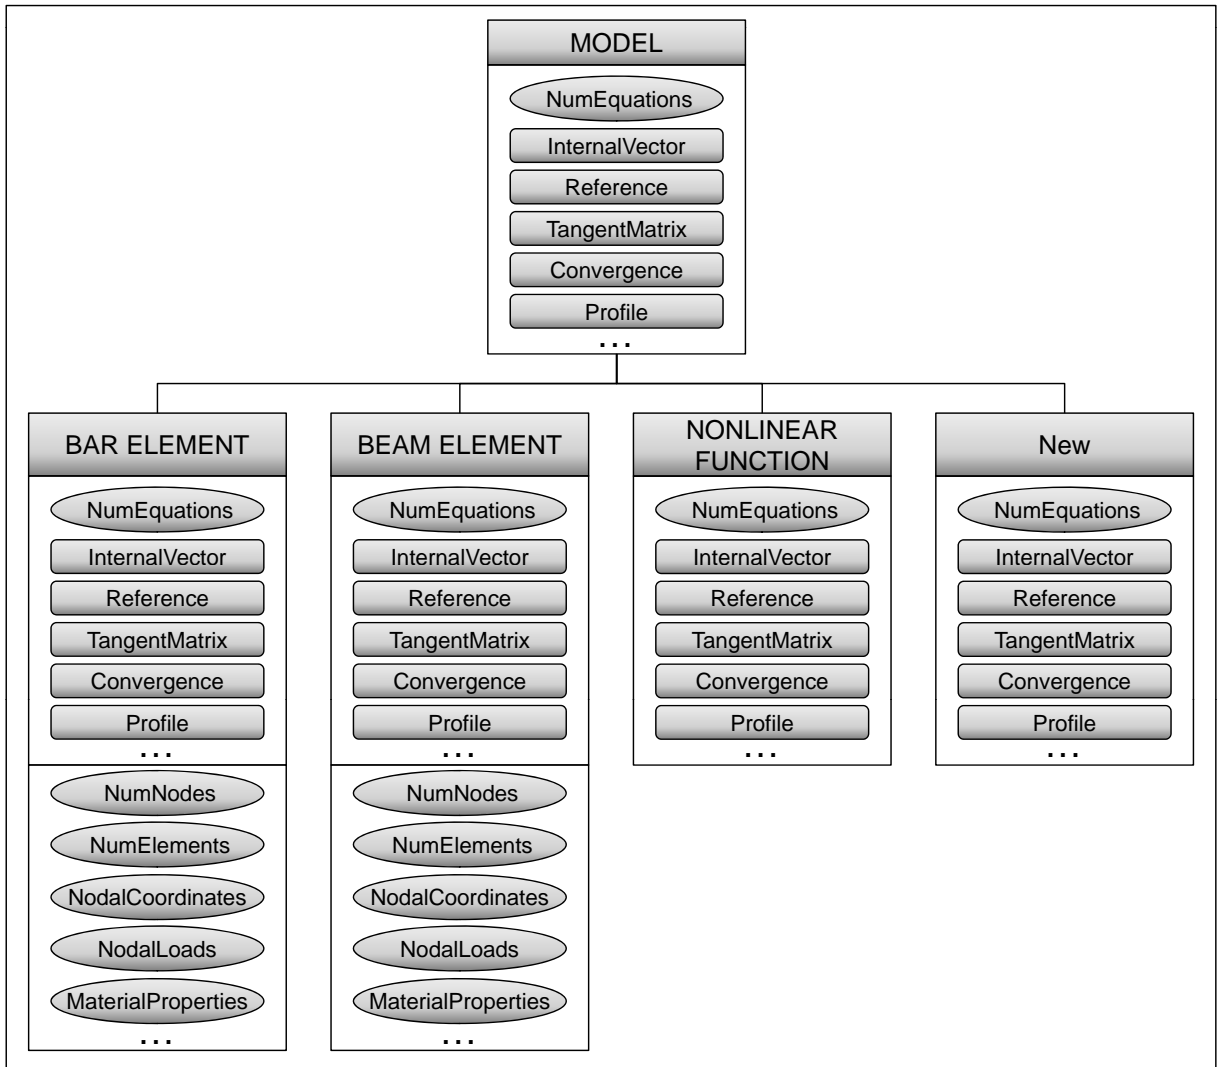 MODEL
NumEquations
InternalVector
Reference
TangentMatrix
Convergence
Profile
...
BAR ELEMENT
NumEquations
InternalVector
Reference
TangentMatrix
Convergence
Profile
...
NumNodes
NumElements
NodalCoordinates
NodalLoads
MaterialProperties
...
BEAM ELEMENT
NumEquations
InternalVector
Reference
TangentMatrix
Convergence
Profile
...
NumNodes
NumElements
NodalCoordinates
NodalLoads
MaterialProperties
...
NONLINEAR
FUNCTION
NumEquations
InternalVector
Reference
TangentMatrix
Convergence
Profile
...
New
NumEquations
InternalVector
Reference
TangentMatrix
Convergence
Profile
...